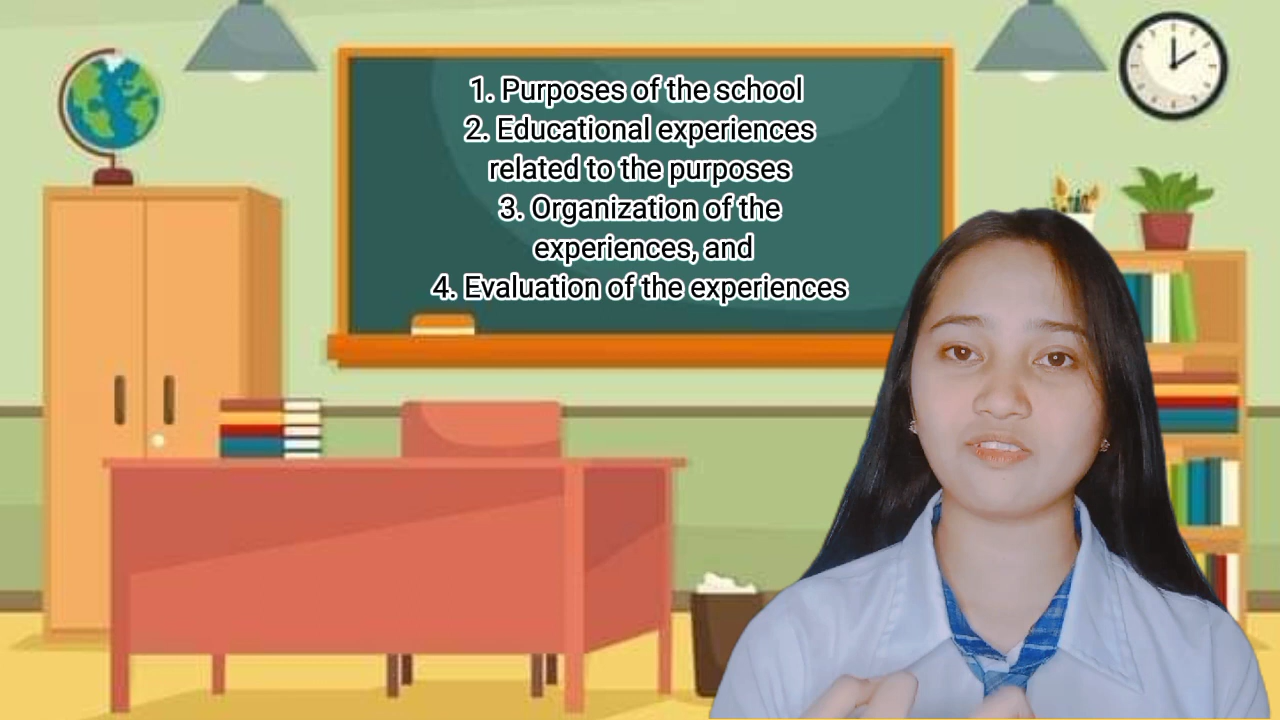 1. Purposes of the school
2. Educational experiences
related to the purposes
3. Organization of the
experiences, and
4. Evaluation of the experiences